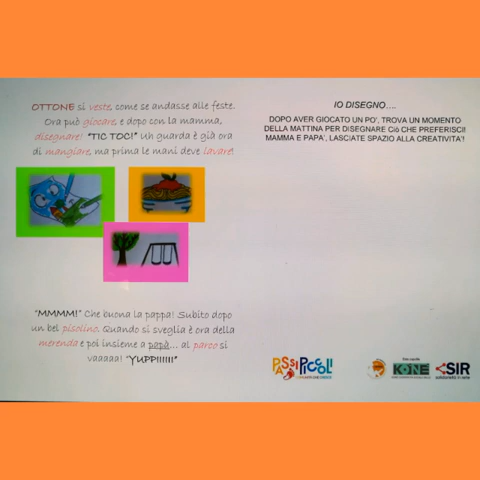 OTTONE si veste, come se andasse alle feste.
Ora può giocare, e dopo con la mamma,
disegnare! "TIC TOC!" Uh guarda è già ora
di mangiare, ma prima le mani deve lavare!
"MMMM!" Che buona la pappa! Subito dopo
un bel pisolino. Quando si sveglia è ora della
merenda e poi insieme a papà... al parco si
vaaaaa! "YUPPIIIIII"
IO DISEGNO....
DOPO AVER GIOCATO UN PO', TROVA UN MOMENTO
DELLA MATTINA PER DISEGNARE CIò CHE PREFERISCI!
MAMMA E PAPA', LASCIATE SPAZIO ALLA CREATIVITA'!
PASSI PICCOLI
SIR